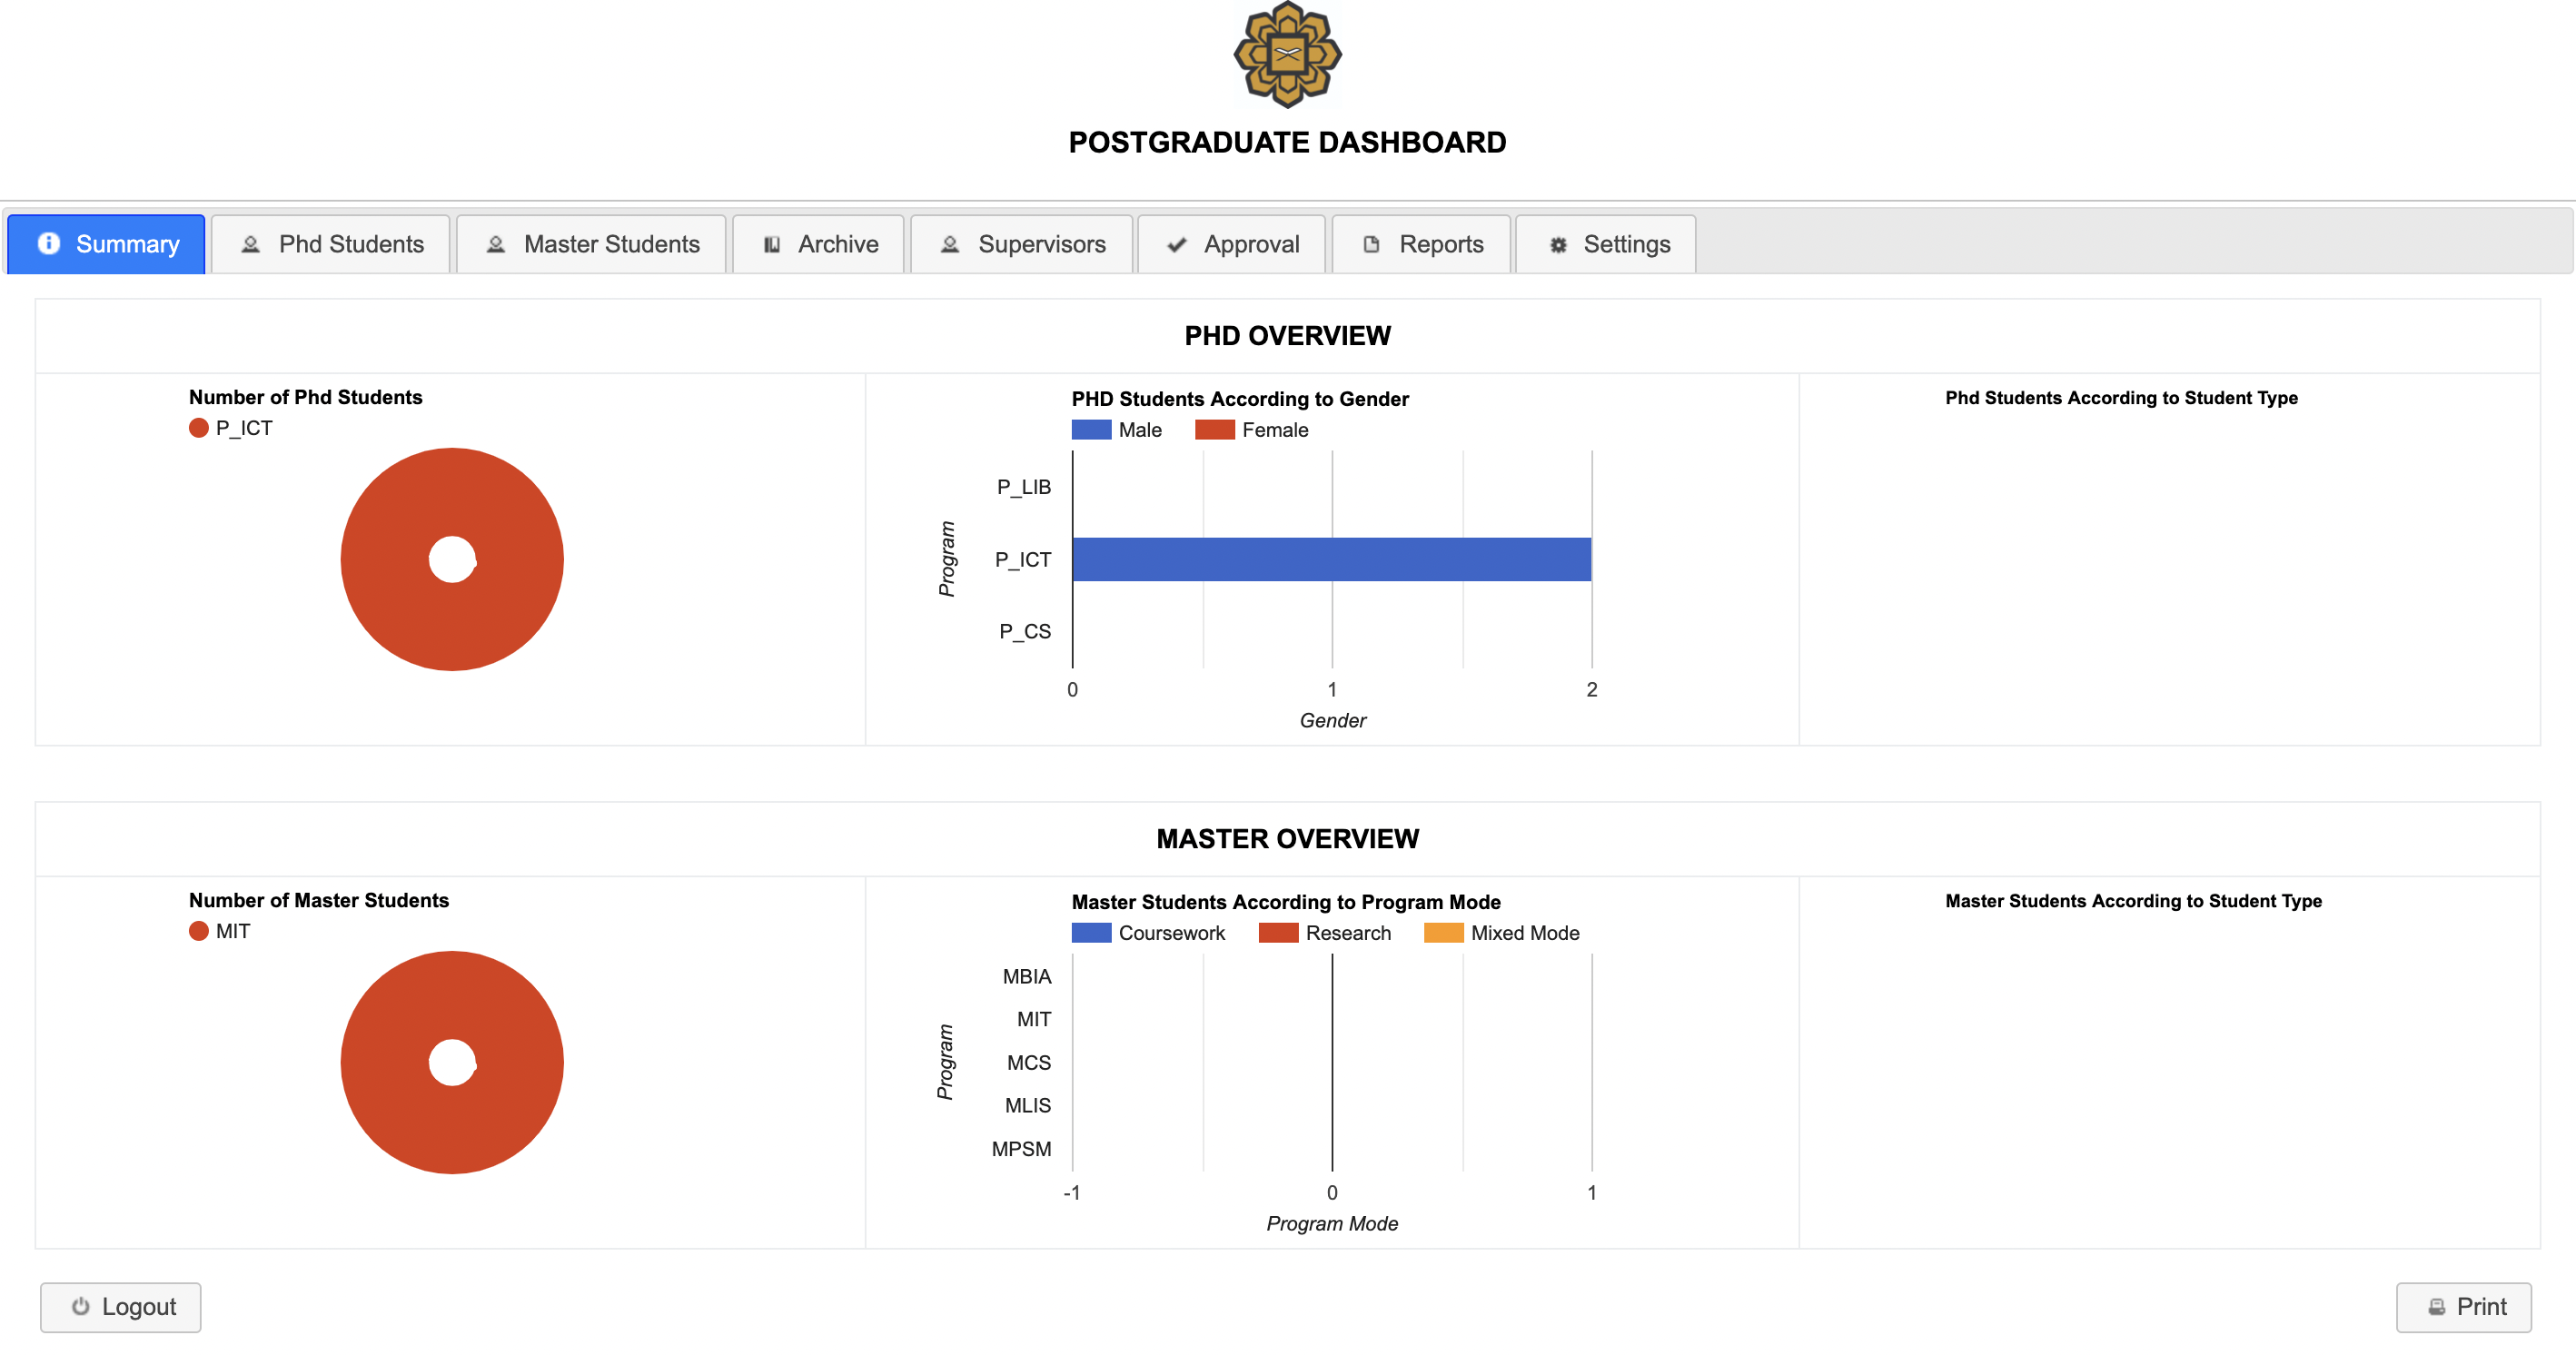 POSTGRADUATE DASHBOARD
Summary
Phd Students
Master Students
Archive
Supervisors
Approval
Reports
Settings
PHD OVERVIEW
Number of Phd Students
P_ICT
PHD Students According to Gender
Male
Female
Program
P_LIB
P_ICT
P_CS
0
1
2
Gender
Phd Students According to Student Type
MASTER OVERVIEW
Number of Master Students
MIT
Master Students According to Program Mode
Coursework
Research
Mixed Mode
Program
MBIA
MIT
MCS
MLIS
MPSM
-1
0
1
Program Mode
Master Students According to Student Type
Logout
Print